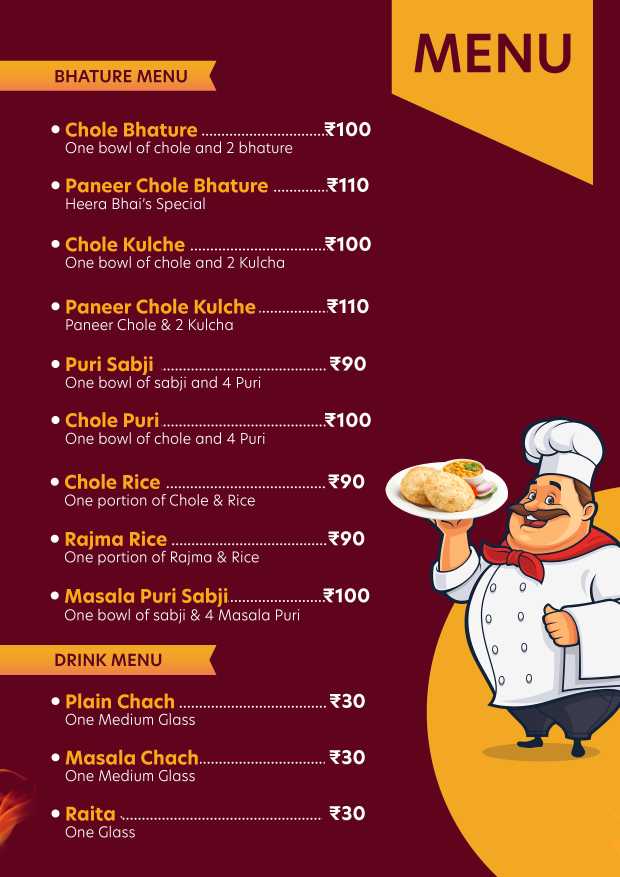 MENU
BHATURE MENU
• Chole Bhature ...............................₹100
One bowl of chole and 2 bhature
• Paneer Chole Bhature .............₹110
Heera Bhai's Special
• Chole Kulche ..................................₹100
One bowl of chole and 2 Kulcha
• Paneer Chole Kulche.................₹110
Paneer Chole & 2 Kulcha
• Puri Sabji ......................................... ₹90
One bowl of sabji and 4 Puri
• Chole Puri .........................................₹100
One bowl of chole and 4 Puri
• Chole Rice ........................................ ₹90
One portion of Chole & Rice
• Rajma Rice .......................................₹90
One portion of Rajma & Rice
• Masala Puri Sabji.......................₹100
One bowl of sabji & 4 Masala Puri
DRINK MENU
• Plain Chach ..................................... ₹30
One Medium Glass
• Masala Chach................................ ₹30
One Medium Glass
• Raita .................................................. ₹30
One Glass